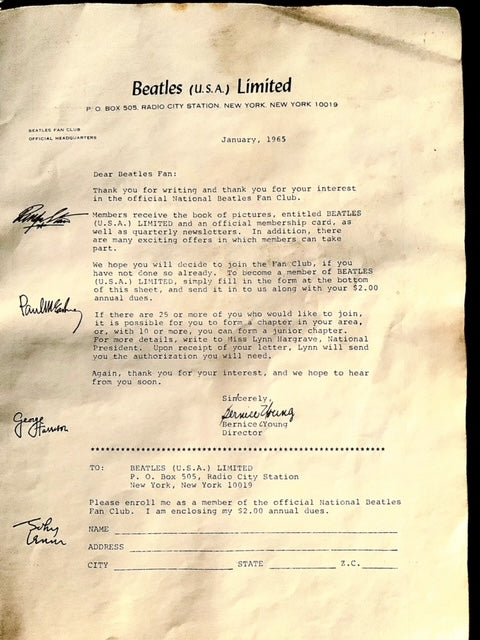 Beatles (U.S.A.) Limited
P. O. BOX 505, RADIO CITY STATION, NEW YORK, NEW YORK 10019
BEATLES FAN CLUB
OFFICIAL HEADQUARTERS
January, 1965
Dear Beatles Fan:
Thank you for writing and thank you for your interest
in the official National Beatles Fan Club.
Ringo Starr
Members receive the book of pictures, entitled BEATLES
(U.S.A.) LIMITED and an official membership card, as
well as quarterly newsletters. In addition, there
are many exciting offers in which members can take
part.
We hope you will decide to join the Fan Club, if you
have not done so already. To become a member of BEATLES
(U.S.A.) LIMITED, simply fill in the form at the bottom
of this sheet, and send it in to us along with your $2.00
annual dues.
Paul McCartney
If there are 25 or more of you who would like to join,
it is possible for you to form a chapter in your area,
or, with 10 or more, you can form a junior chapter.
For more details, write to Miss Lynn Hargrave, National
President. Upon receipt of your letter, Lynn will send
you the authorization you will need.
Again, thank you for your interest, and we hope to hear
from you soon.
Sincerely,
Bernice Young
Bernice Young
Director
George
Harrison
*****************************************************
TO: BEATLES (U.S.A.) LIMITED
P. O. Box 505, Radio City Station
New York, New York 10019
Please enroll me as a member of the official National Beatles
Fan Club. I am enclosing my $2.00 annual dues.
John
Lennon
NAME
ADDRESS
CITY STATE Z.C.